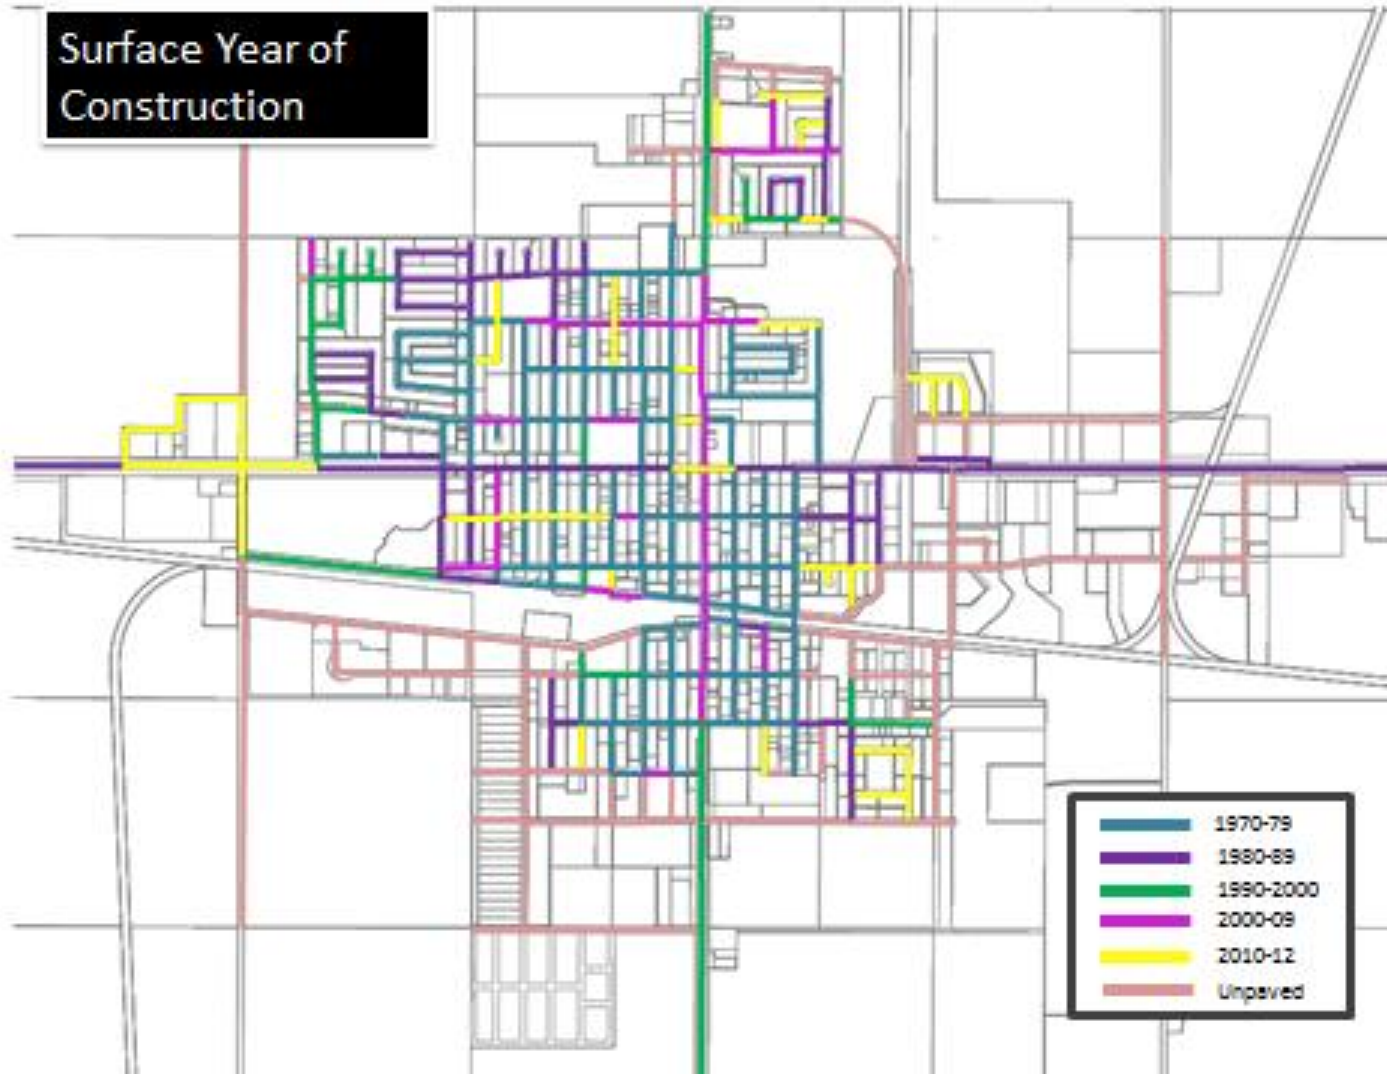 Surface Year of
Construction
1970-79
1980-89
1990-2000
2000-09
2010-12
Unpaved